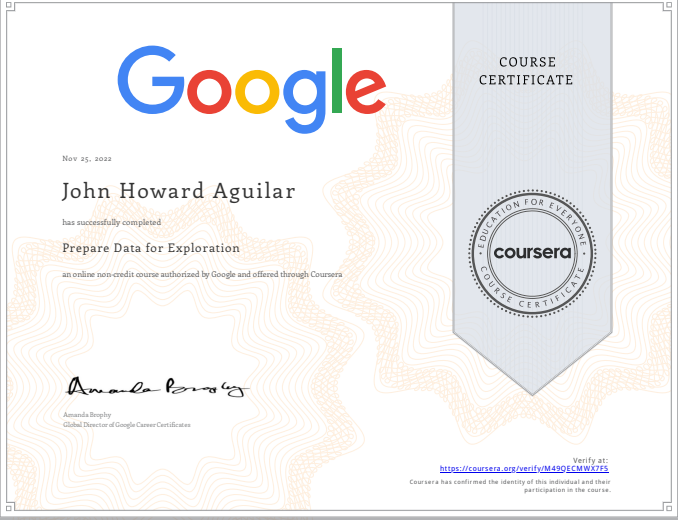 Google
COURSE
CERTIFICATE
Nov 25, 2022
John Howard Aguilar
has successfully completed
Prepare Data for Exploration
an online non-credit course authorized by Google and offered through Coursera
EDUCATION FOR EVERYONE
coursera
COURSE CERTIFICATE
Amanda Brophy
Amanda Brophy
Global Director of Google Career Certificates
Verify at:
https://coursera.org/verify/M49QECMWX7F5
Coursera has confirmed the identity of this individual and their
participation in the course.